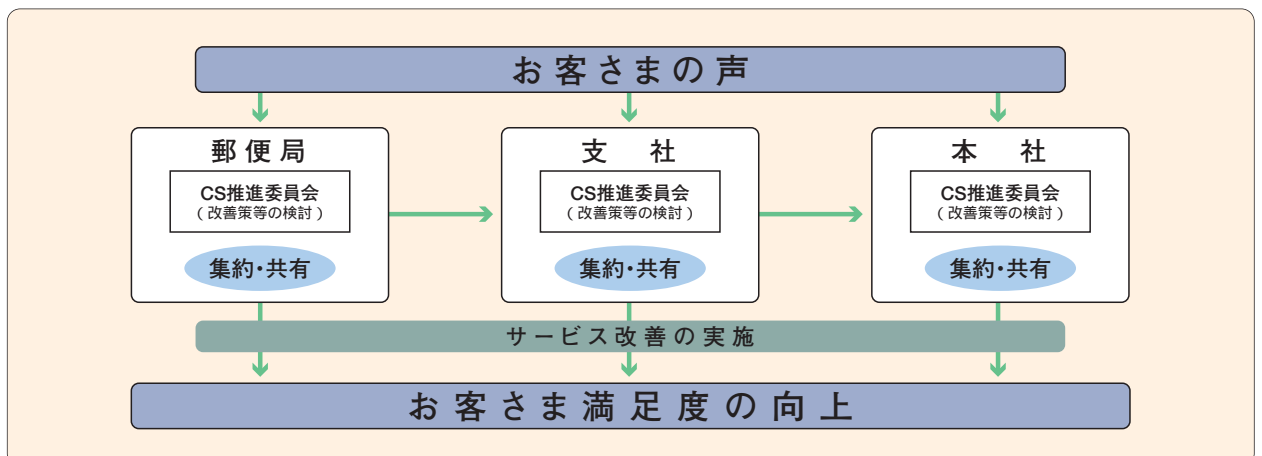 お客さまの声
郵便局
CS推進委員会
(改善策等の検討)
集約・共有
支 社
CS推進委員会
(改善策等の検討)
集約・共有
本 社
CS推進委員会
(改善策等の検討)
集約・共有
サービス改善の実施
お客さま満足度の向上